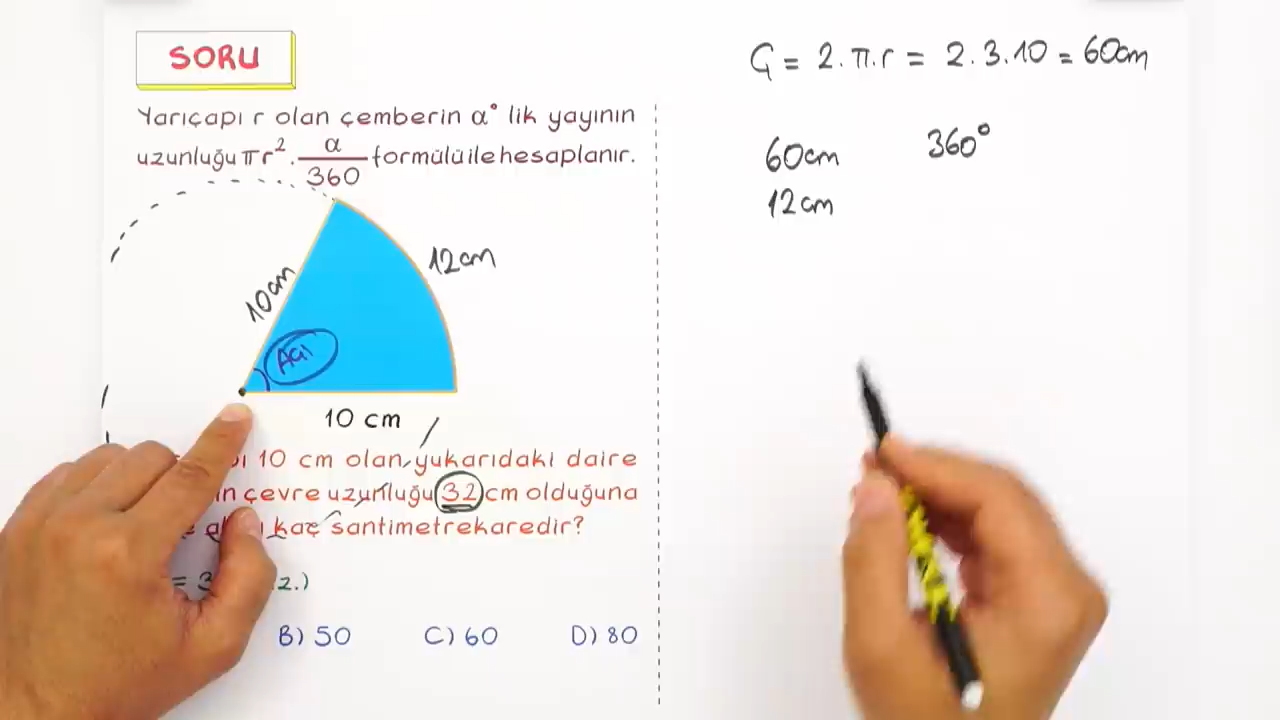 SORU
Yarıçapı r olan çemberin α° lik yayının
uzunluğu πr². α/360 formülü ile hesaplanır.
10cm
12cm
Açı
10 cm
10 cm olan, yukarıdaki daire
çevre uzunluğu 32 cm olduğuna
kaç santimetrekaredir?
= 3
B) 50 C) 60 D) 80
Ç = 2.π.r = 2.3.10 = 60cm
60cm 360°
12cm